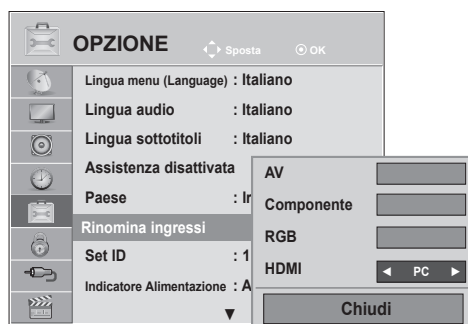 OPZIONE Sposta OK
Lingua menu (Language) : Italiano
Lingua audio : Italiano
Lingua sottotitoli : Italiano
Assistenza disattivata
Paese : Ir
Rinomina ingressi
Set ID : 1
Indicatore Alimentazione : A
▼
AV
Componente
RGB
HDMI ◄ PC ►
Chiudi